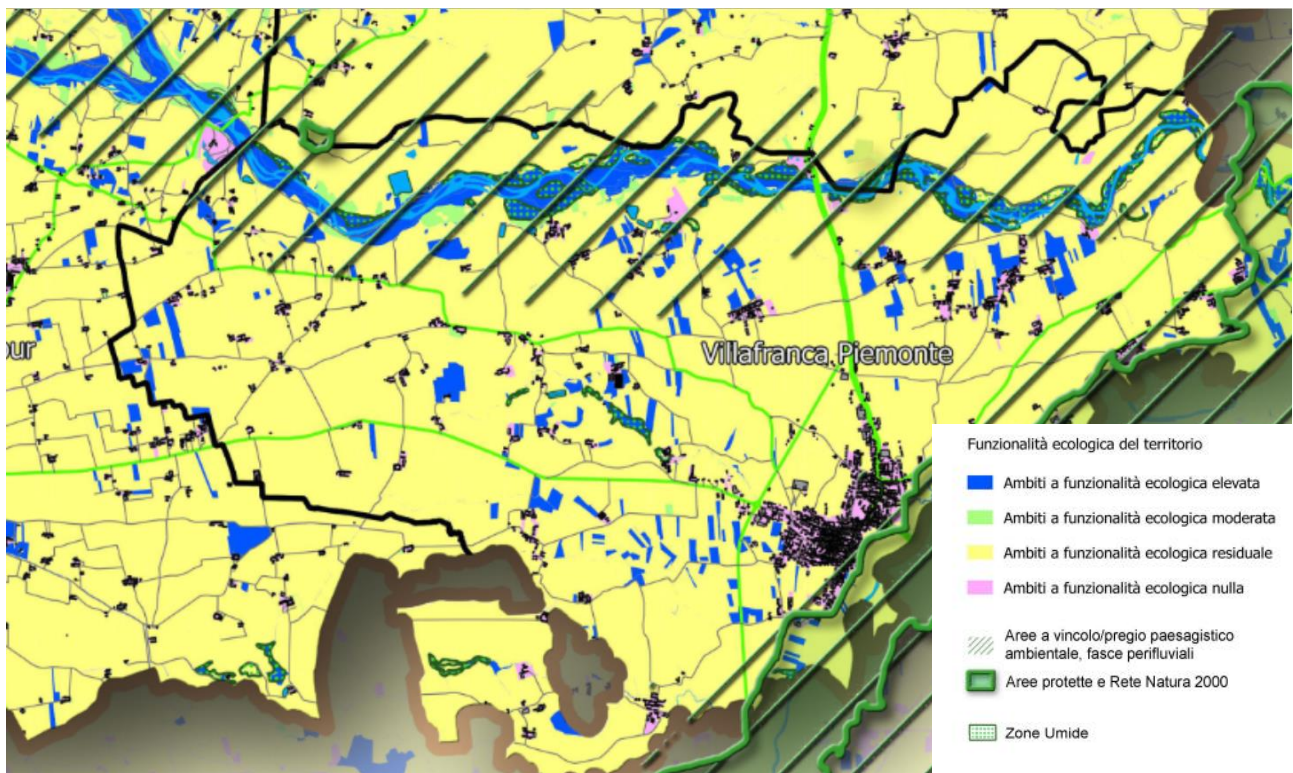 our
Villafranca Piemonte
Funzionalità ecologica del territorio
Ambiti a funzionalità ecologica elevata
Ambiti a funzionalità ecologica moderata
Ambiti a funzionalità ecologica residuale
Ambiti a funzionalità ecologica nulla
Aree a vincolo/pregio paesagistico
ambientale, fasce perifluviali
Aree protette e Rete Natura 2000
Zone Umide